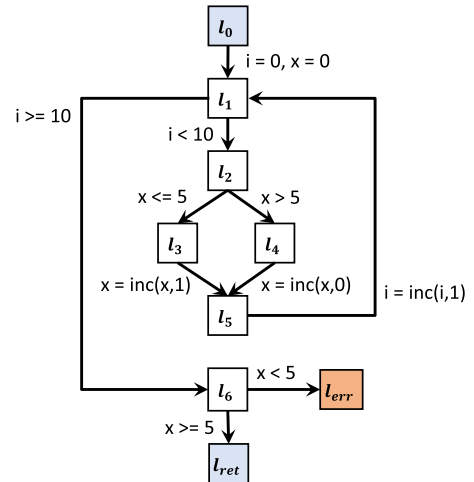 l0
i = 0, x = 0
l1
i >= 10
i < 10
l2
x <= 5
x > 5
l3
l4
x = inc(x,1)
x = inc(x,0)
i = inc(i,1)
l5
x < 5
l6
lerr
x >= 5
lret